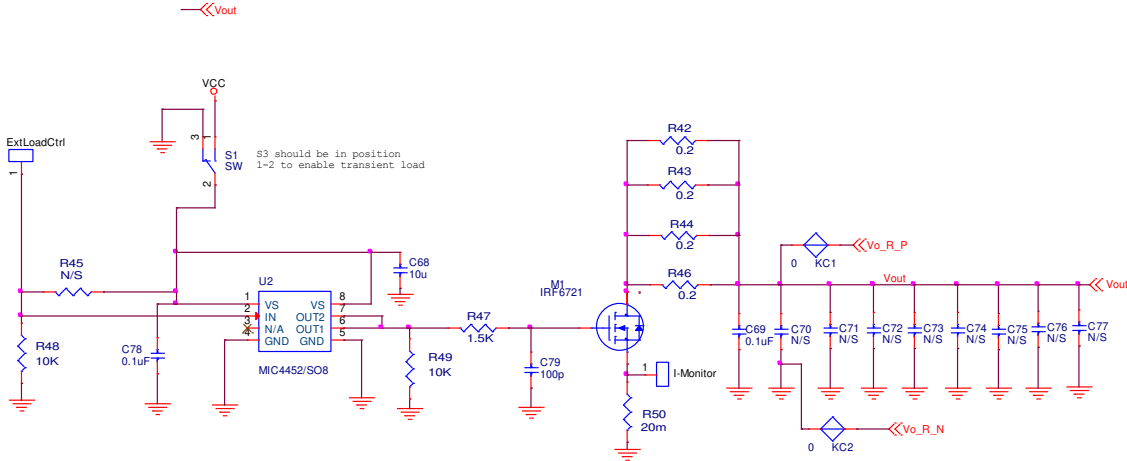 Vout
VCC
ExtLoadCtrl
1
3
1
S1
SW
2
S3 should be in position
1-2 to enable transient load
R42
0.2
R43
0.2
R44
0.2
R46
0.2
0
KC1
Vo_R_P
Vout
Vout
R45
N/S
C68
10u
U2
MIC4452/SO8
1
2
3
4
VS
IN
N/A
GND
VS
OUT2
OUT1
GND
8
7
6
5
R48
10K
C78
0.1uF
R49
10K
R47
1.5K
C79
100p
M1
IRF6721
1
I-Monitor
R50
20m
C69
0.1uF
C70
N/S
C71
N/S
C72
N/S
C73
N/S
C74
N/S
C75
N/S
C76
N/S
C77
N/S
0
KC2
Vo_R_N